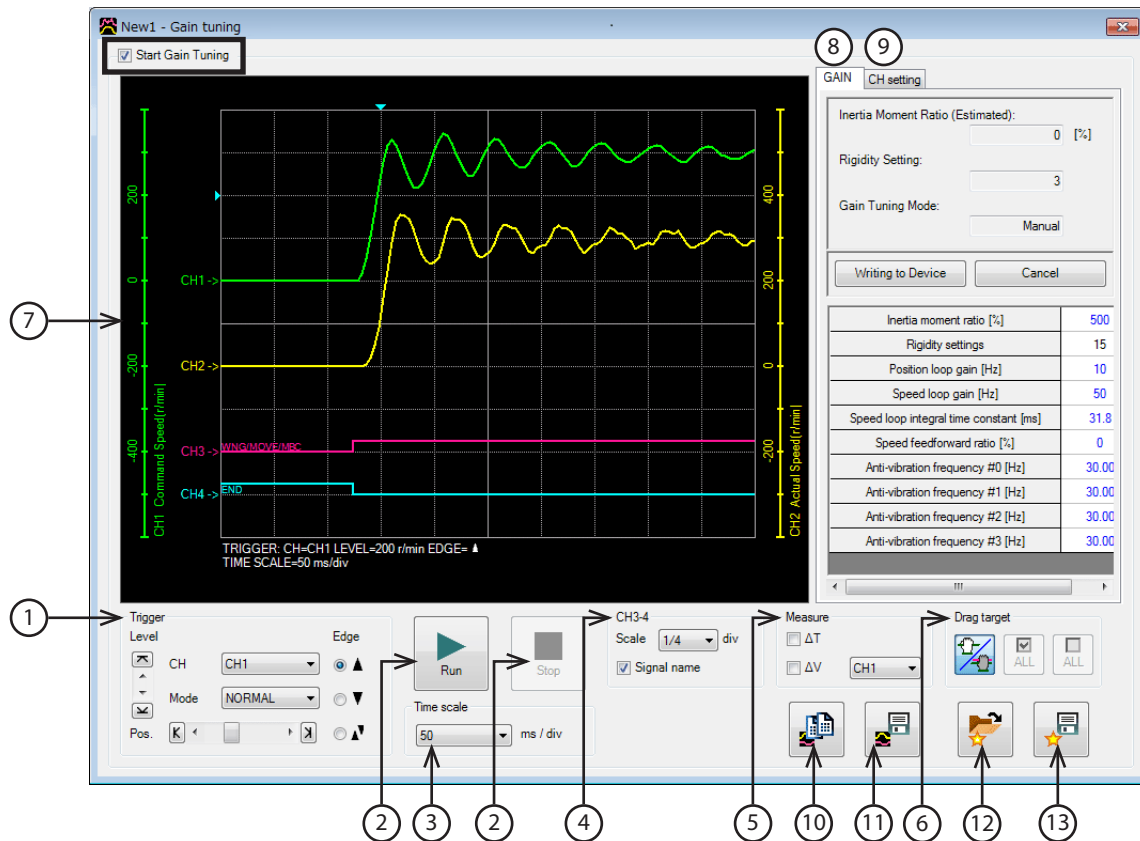 New1 - Gain tuning
Start Gain Tuning
8
9
GAIN
CH setting
Inertia Moment Ratio (Estimated):
0 [%]
Rigidity Setting:
3
Gain Tuning Mode:
Manual
Writing to Device
Cancel
Inertia moment ratio [%] 500
Rigidity settings 15
Position loop gain [Hz] 10
Speed loop gain [Hz] 50
Speed loop integral time constant [ms] 31.8
Speed feedforward ratio [%] 0
Anti-vibration frequency #0 [Hz] 30.00
Anti-vibration frequency #1 [Hz] 30.00
Anti-vibration frequency #2 [Hz] 30.00
Anti-vibration frequency #3 [Hz] 30.00
7
200
0
-200
-400
CH1 Command Speed[r/min]
CH1 ->
CH2 ->
CH3 ->
WNG/MOVE/MBC
CH4 ->
END
400
200
0
-200
CH2 Actual Speed[r/min]
TRIGGER: CH=CH1 LEVEL=200 r/min EDGE=
TIME SCALE=50 ms/div
1
Trigger
Level
Edge
CH CH1
Mode NORMAL
Pos.
Run
Stop
Time scale
50 ms / div
CH3-4
Scale 1/4 div
Signal name
Measure
ΔT
ΔV CH1
Drag target
ALL
ALL
2
3
2
4
5
10
11
6
12
13